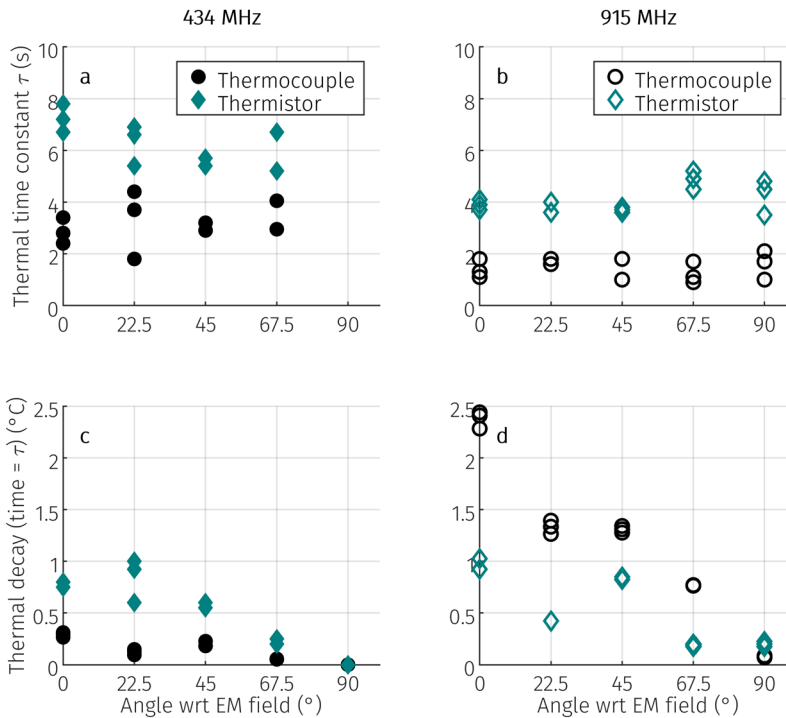 434 MHz
915 MHz
Thermal time constant τ (s)
10
8
6
4
2
0
a
Thermocouple
Thermistor
0 22.5 45 67.5 90
10
8
6
4
2
0
b
Thermocouple
Thermistor
0 22.5 45 67.5 90
Thermal decay (time = τ) (°C)
2.5
2
1.5
1
0.5
0
c
0 22.5 45 67.5 90
Angle wrt EM field (°)
2.5
2
1.5
1
0.5
0
d
0 22.5 45 67.5 90
Angle wrt EM field (°)